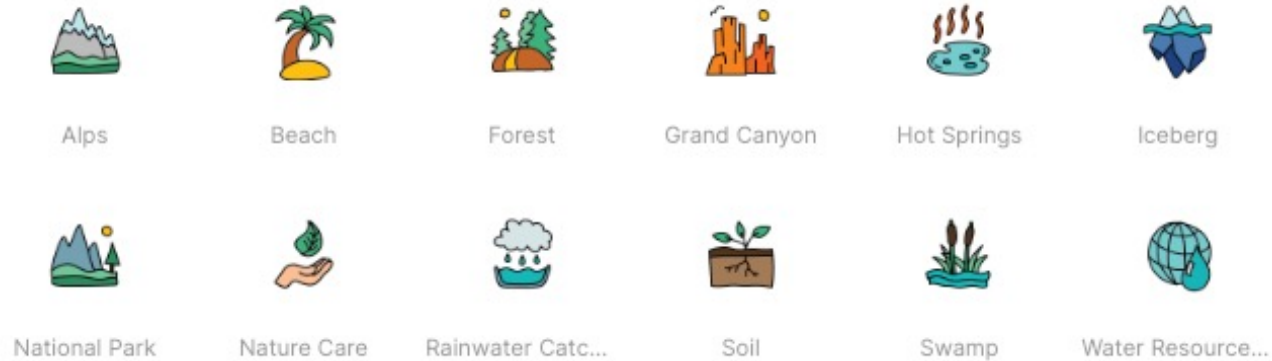 Alps
Beach
Forest
Grand Canyon
Hot Springs
Iceberg
National Park
Nature Care
Rainwater Catc...
Soil
Swamp
Water Resource...